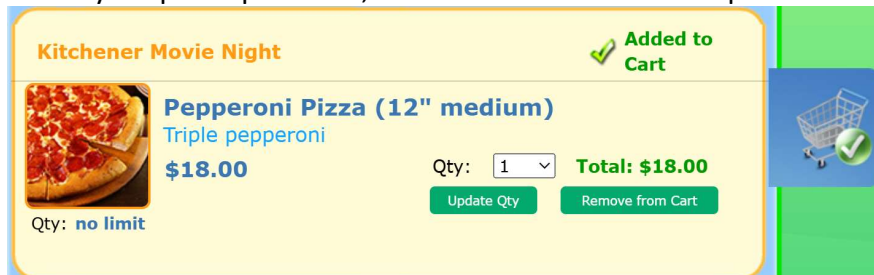 Kitchener Movie Night
Added to
Cart
Pepperoni Pizza (12" medium)
Triple pepperoni
$18.00
Qty: 1
Total: $18.00
Update Qty
Remove from Cart
Qty: no limit